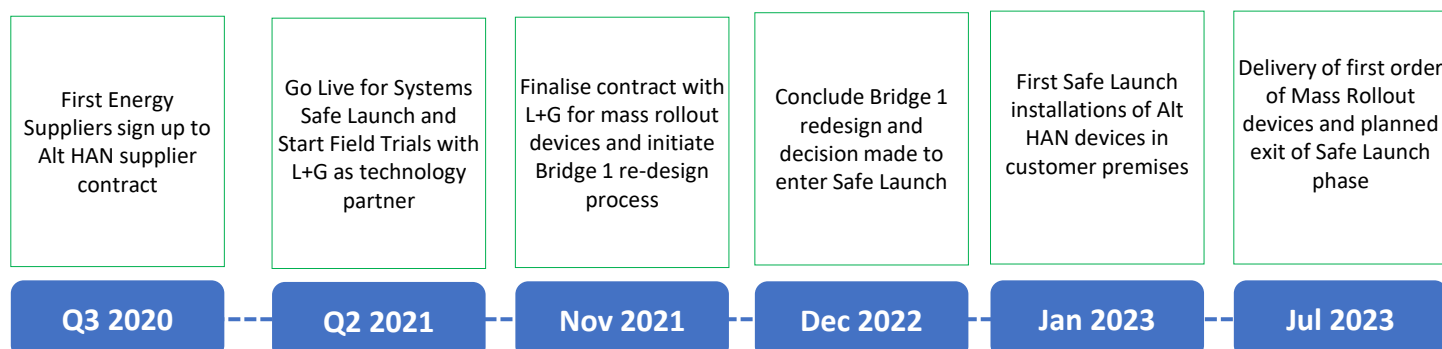 First Energy
Suppliers sign up to
Alt HAN supplier
contract
Go Live for Systems
Safe Launch and
Start Field Trials with
L+G as technology
partner
Finalise contract with
L+G for mass rollout
devices and initiate
Bridge 1 re-design
process
Conclude Bridge 1
redesign and
decision made to
enter Safe Launch
First Safe Launch
installations of Alt
HAN devices in
customer premises
Delivery of first order
of Mass Rollout
devices and planned
exit of Safe Launch
phase
Q3 2020
Q2 2021
Nov 2021
Dec 2022
Jan 2023
Jul 2023